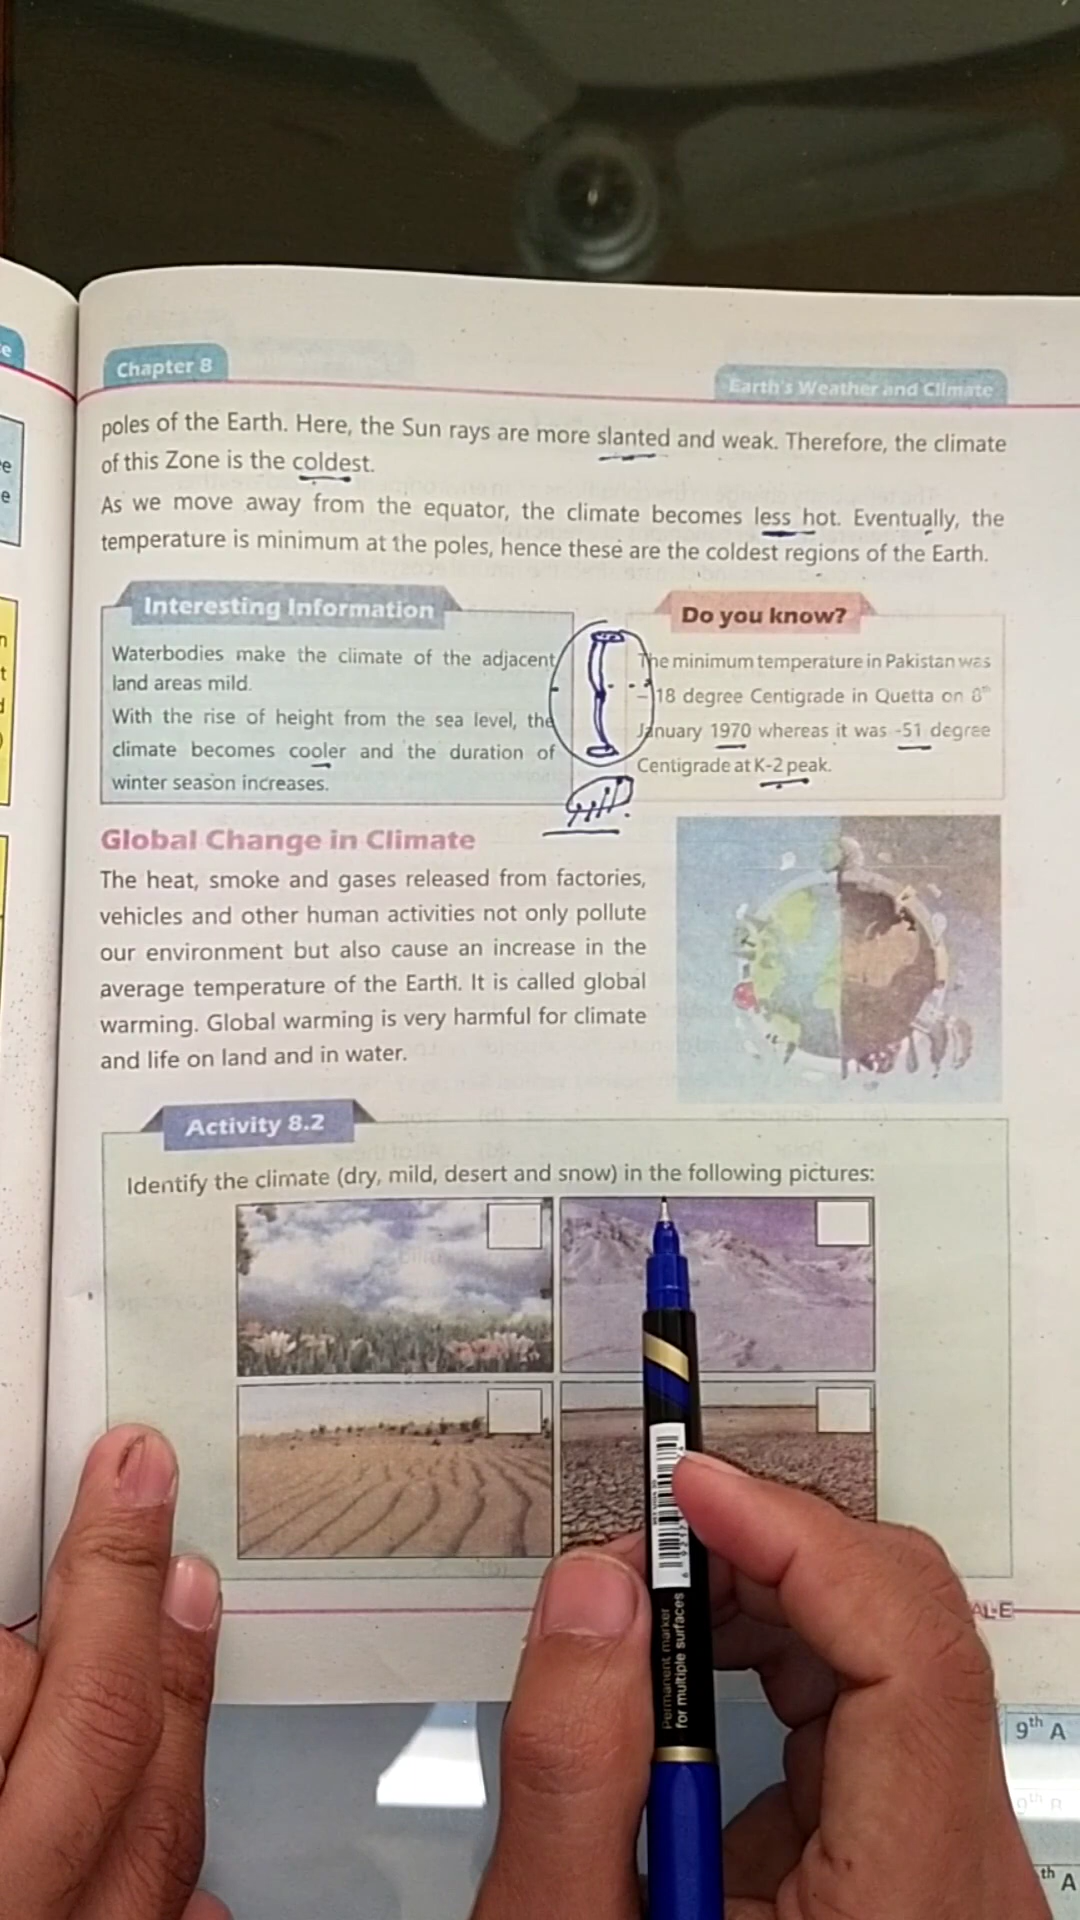 Chapter 8
Earth's Weather and Climate
poles of the Earth. Here, the Sun rays are more slanted and weak. Therefore, the climate
of this Zone is the coldest.
As we move away from the equator, the climate becomes less hot. Eventually, the
temperature is minimum at the poles, hence these are the coldest regions of the Earth.
Interesting Information
Waterbodies make the climate of the adjacent
land areas mild.
With the rise of height from the sea level, the
climate becomes cooler and the duration of
winter season increases.
Do you know?
The minimum temperature in Pakistan was
-18 degree Centigrade in Quetta on 8th
January 1970 whereas it was -51 degree
Centigrade at K-2 peak.
Global Change in Climate
The heat, smoke and gases released from factories,
vehicles and other human activities not only pollute
our environment but also cause an increase in the
average temperature of the Earth. It is called global
warming. Global warming is very harmful for climate
and life on land and in water.
Activity 8.2
Identify the climate (dry, mild, desert and snow) in the following pictures:
Permanent marker
for multiple surfaces
9th A
9th B
th A